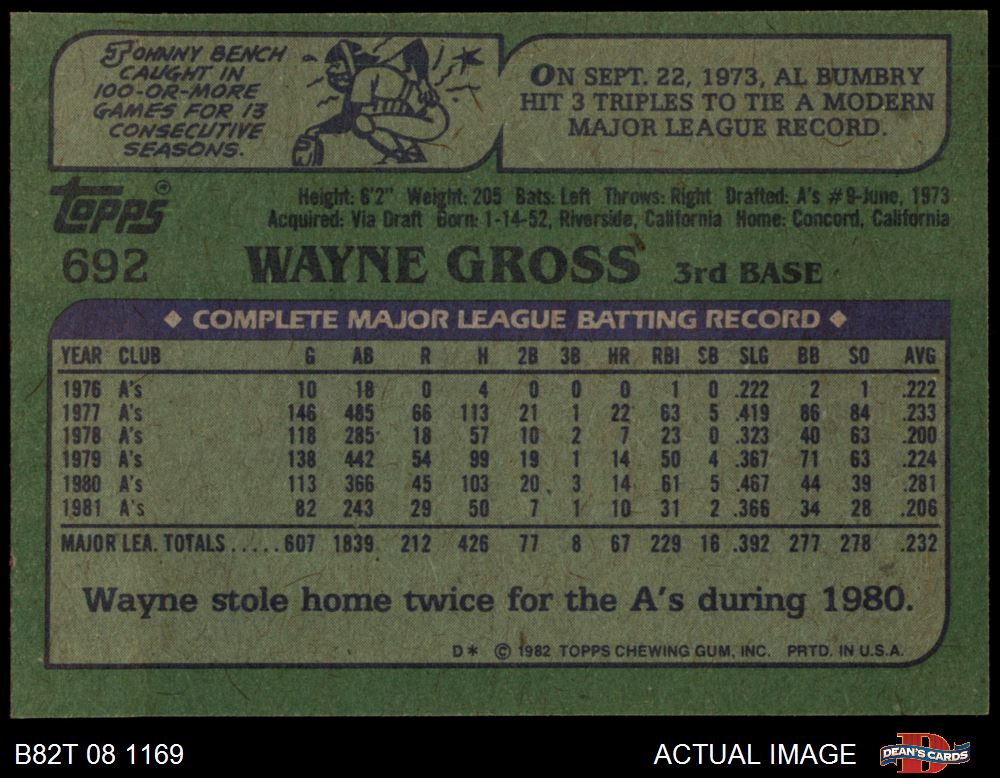 JOHNNY BENCH
CAUGHT IN
100-OR-MORE
GAMES FOR 13
CONSECUTIVE
SEASONS.
ON SEPT. 22, 1973, AL BUMBRY
HIT 3 TRIPLES TO TIE A MODERN
MAJOR LEAGUE RECORD.
Topps®
Height: 6'2" Weight: 205 Bats: Left Throws: Right Drafted: A's #9-June, 1973
Acquired: Via Draft Born: 1-14-52, Riverside, California Home: Concord, California
692 WAYNE GROSS 3rd BASE
◆ COMPLETE MAJOR LEAGUE BATTING RECORD ◆
YEAR CLUB G AB R H 2B 3B HR RBI SB SLG BB SO AVG
1976 A's 10 18 0 4 0 0 0 1 0 .222 2 1 .222
1977 A's 146 485 66 113 21 1 22 63 5 .419 86 84 .233
1978 A's 118 285 18 57 10 2 7 23 0 .323 40 63 .200
1979 A's 138 442 54 99 19 1 14 50 4 .367 71 63 .224
1980 A's 113 366 45 103 20 3 14 61 5 .467 44 39 .281
1981 A's 82 243 29 50 7 1 10 31 2 .366 34 28 .206
MAJOR LEA. TOTALS.....607 1839 212 426 77 8 67 229 16 .392 277 278 .232
Wayne stole home twice for the A's during 1980.
D* © 1982 TOPPS CHEWING GUM, INC. PRTD. IN U.S.A.
B82T 08 1169 ACTUAL IMAGE DEAN'S CARDS